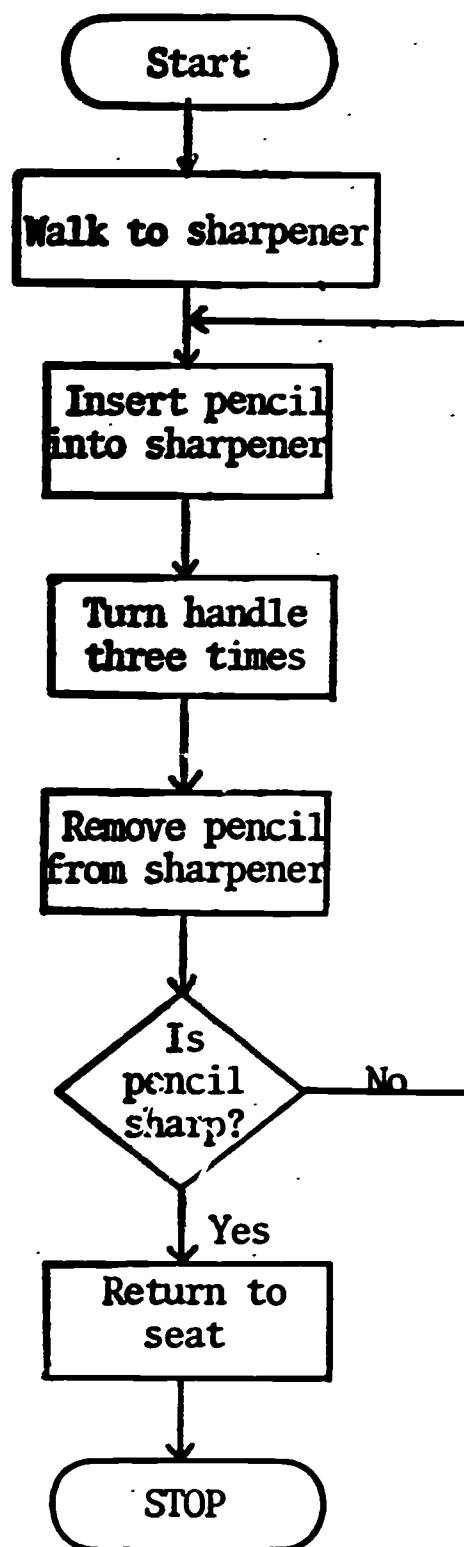 Start
Walk to sharpener
Insert pencil
into sharpener
Turn handle
three times
Remove pencil
from sharpener
Is
pencil
sharp?
No
Yes
Return to
seat
STOP